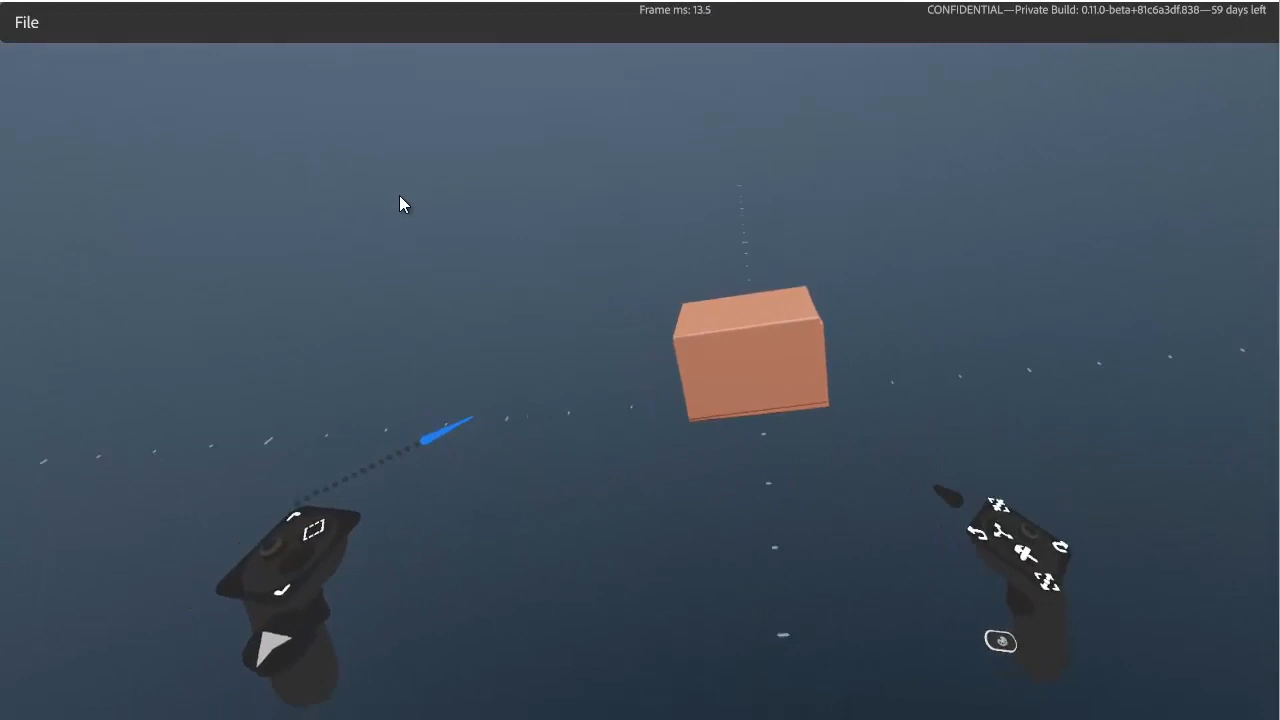 Frame ms: 13.5
CONFIDENTIAL—Private Build: 0.11.0-beta+81c6a3df.838—59 days left
File